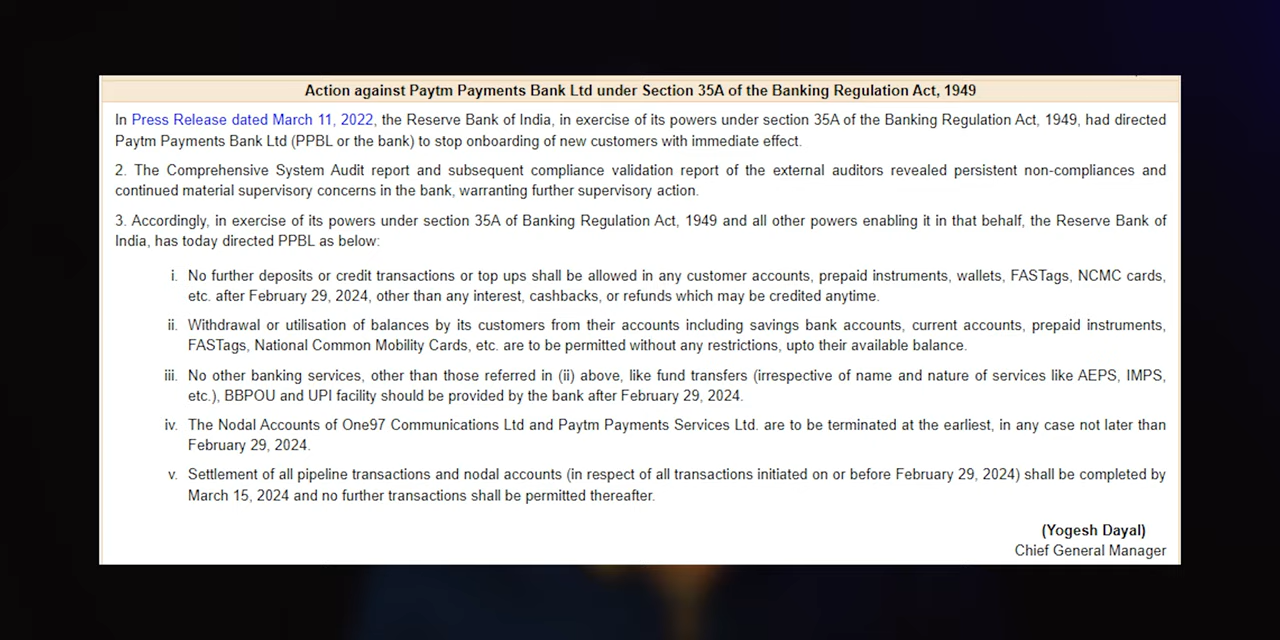 Action against Paytm Payments Bank Ltd under Section 35A of the Banking Regulation Act, 1949
In Press Release dated March 11, 2022, the Reserve Bank of India, in exercise of its powers under section 35A of the Banking Regulation Act, 1949, had directed
Paytm Payments Bank Ltd (PPBL or the bank) to stop onboarding of new customers with immediate effect.
2. The Comprehensive System Audit report and subsequent compliance validation report of the external auditors revealed persistent non-compliances and
continued material supervisory concerns in the bank, warranting further supervisory action.
3. Accordingly, in exercise of its powers under section 35A of Banking Regulation Act, 1949 and all other powers enabling it in that behalf, the Reserve Bank of
India, has today directed PPBL as below:
i. No further deposits or credit transactions or top ups shall be allowed in any customer accounts, prepaid instruments, wallets, FASTags, NCMC cards,
etc. after February 29, 2024, other than any interest, cashbacks, or refunds which may be credited anytime.
ii. Withdrawal or utilisation of balances by its customers from their accounts including savings bank accounts, current accounts, prepaid instruments,
FASTags, National Common Mobility Cards, etc. are to be permitted without any restrictions, upto their available balance.
iii. No other banking services, other than those referred in (ii) above, like fund transfers (irrespective of name and nature of services like AEPS, IMPS,
etc.), BBPOU and UPI facility should be provided by the bank after February 29, 2024.
iv. The Nodal Accounts of One97 Communications Ltd and Paytm Payments Services Ltd. are to be terminated at the earliest, in any case not later than
February 29, 2024.
v. Settlement of all pipeline transactions and nodal accounts (in respect of all transactions initiated on or before February 29, 2024) shall be completed by
March 15, 2024 and no further transactions shall be permitted thereafter.
(Yogesh Dayal)
Chief General Manager